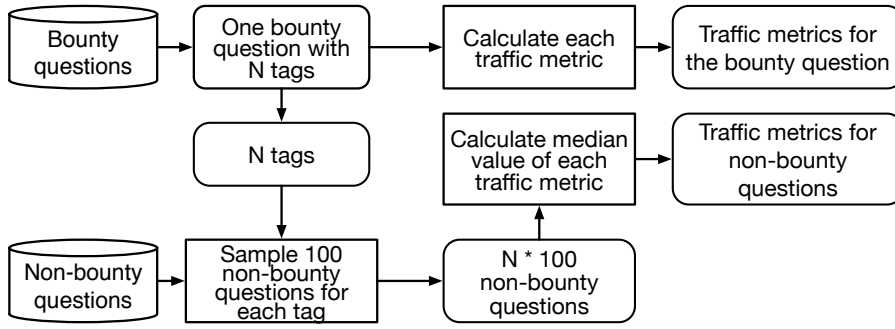 Bounty
questions
One bounty
question with
N tags
Calculate each
traffic metric
Traffic metrics for
the bounty question
N tags
Calculate median
value of each
traffic metric
Traffic metrics for
non-bounty
questions
Non-bounty
questions
Sample 100
non-bounty
questions for
each tag
N * 100
non-bounty
questions